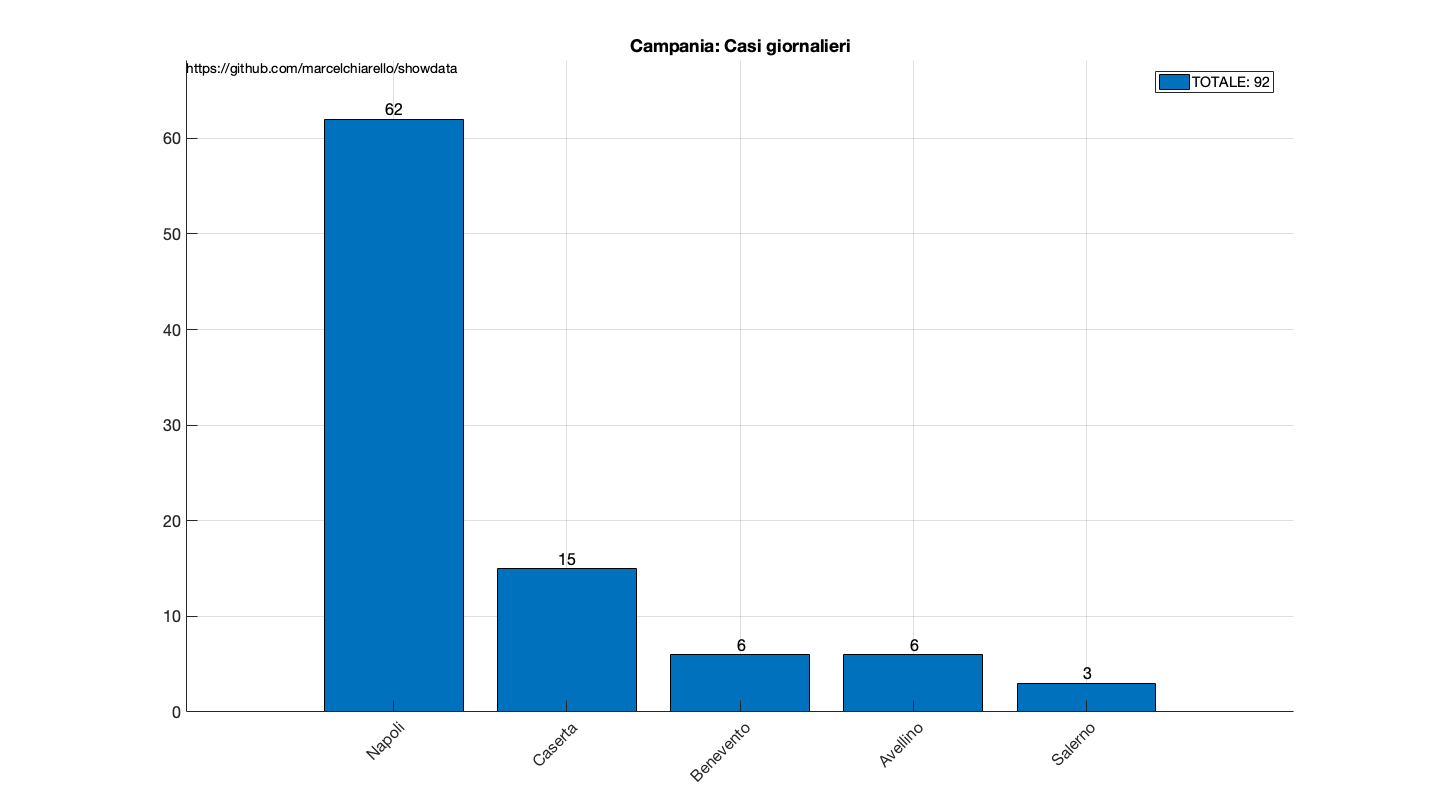 Campania: Casi giornalieri
https://github.com/marcelchiarello/showdata
TOTALE: 92
62
60
50
40
30
20
15
10
6
6
3
0
Napoli
Caserta
Benevento
Avellino
Salerno